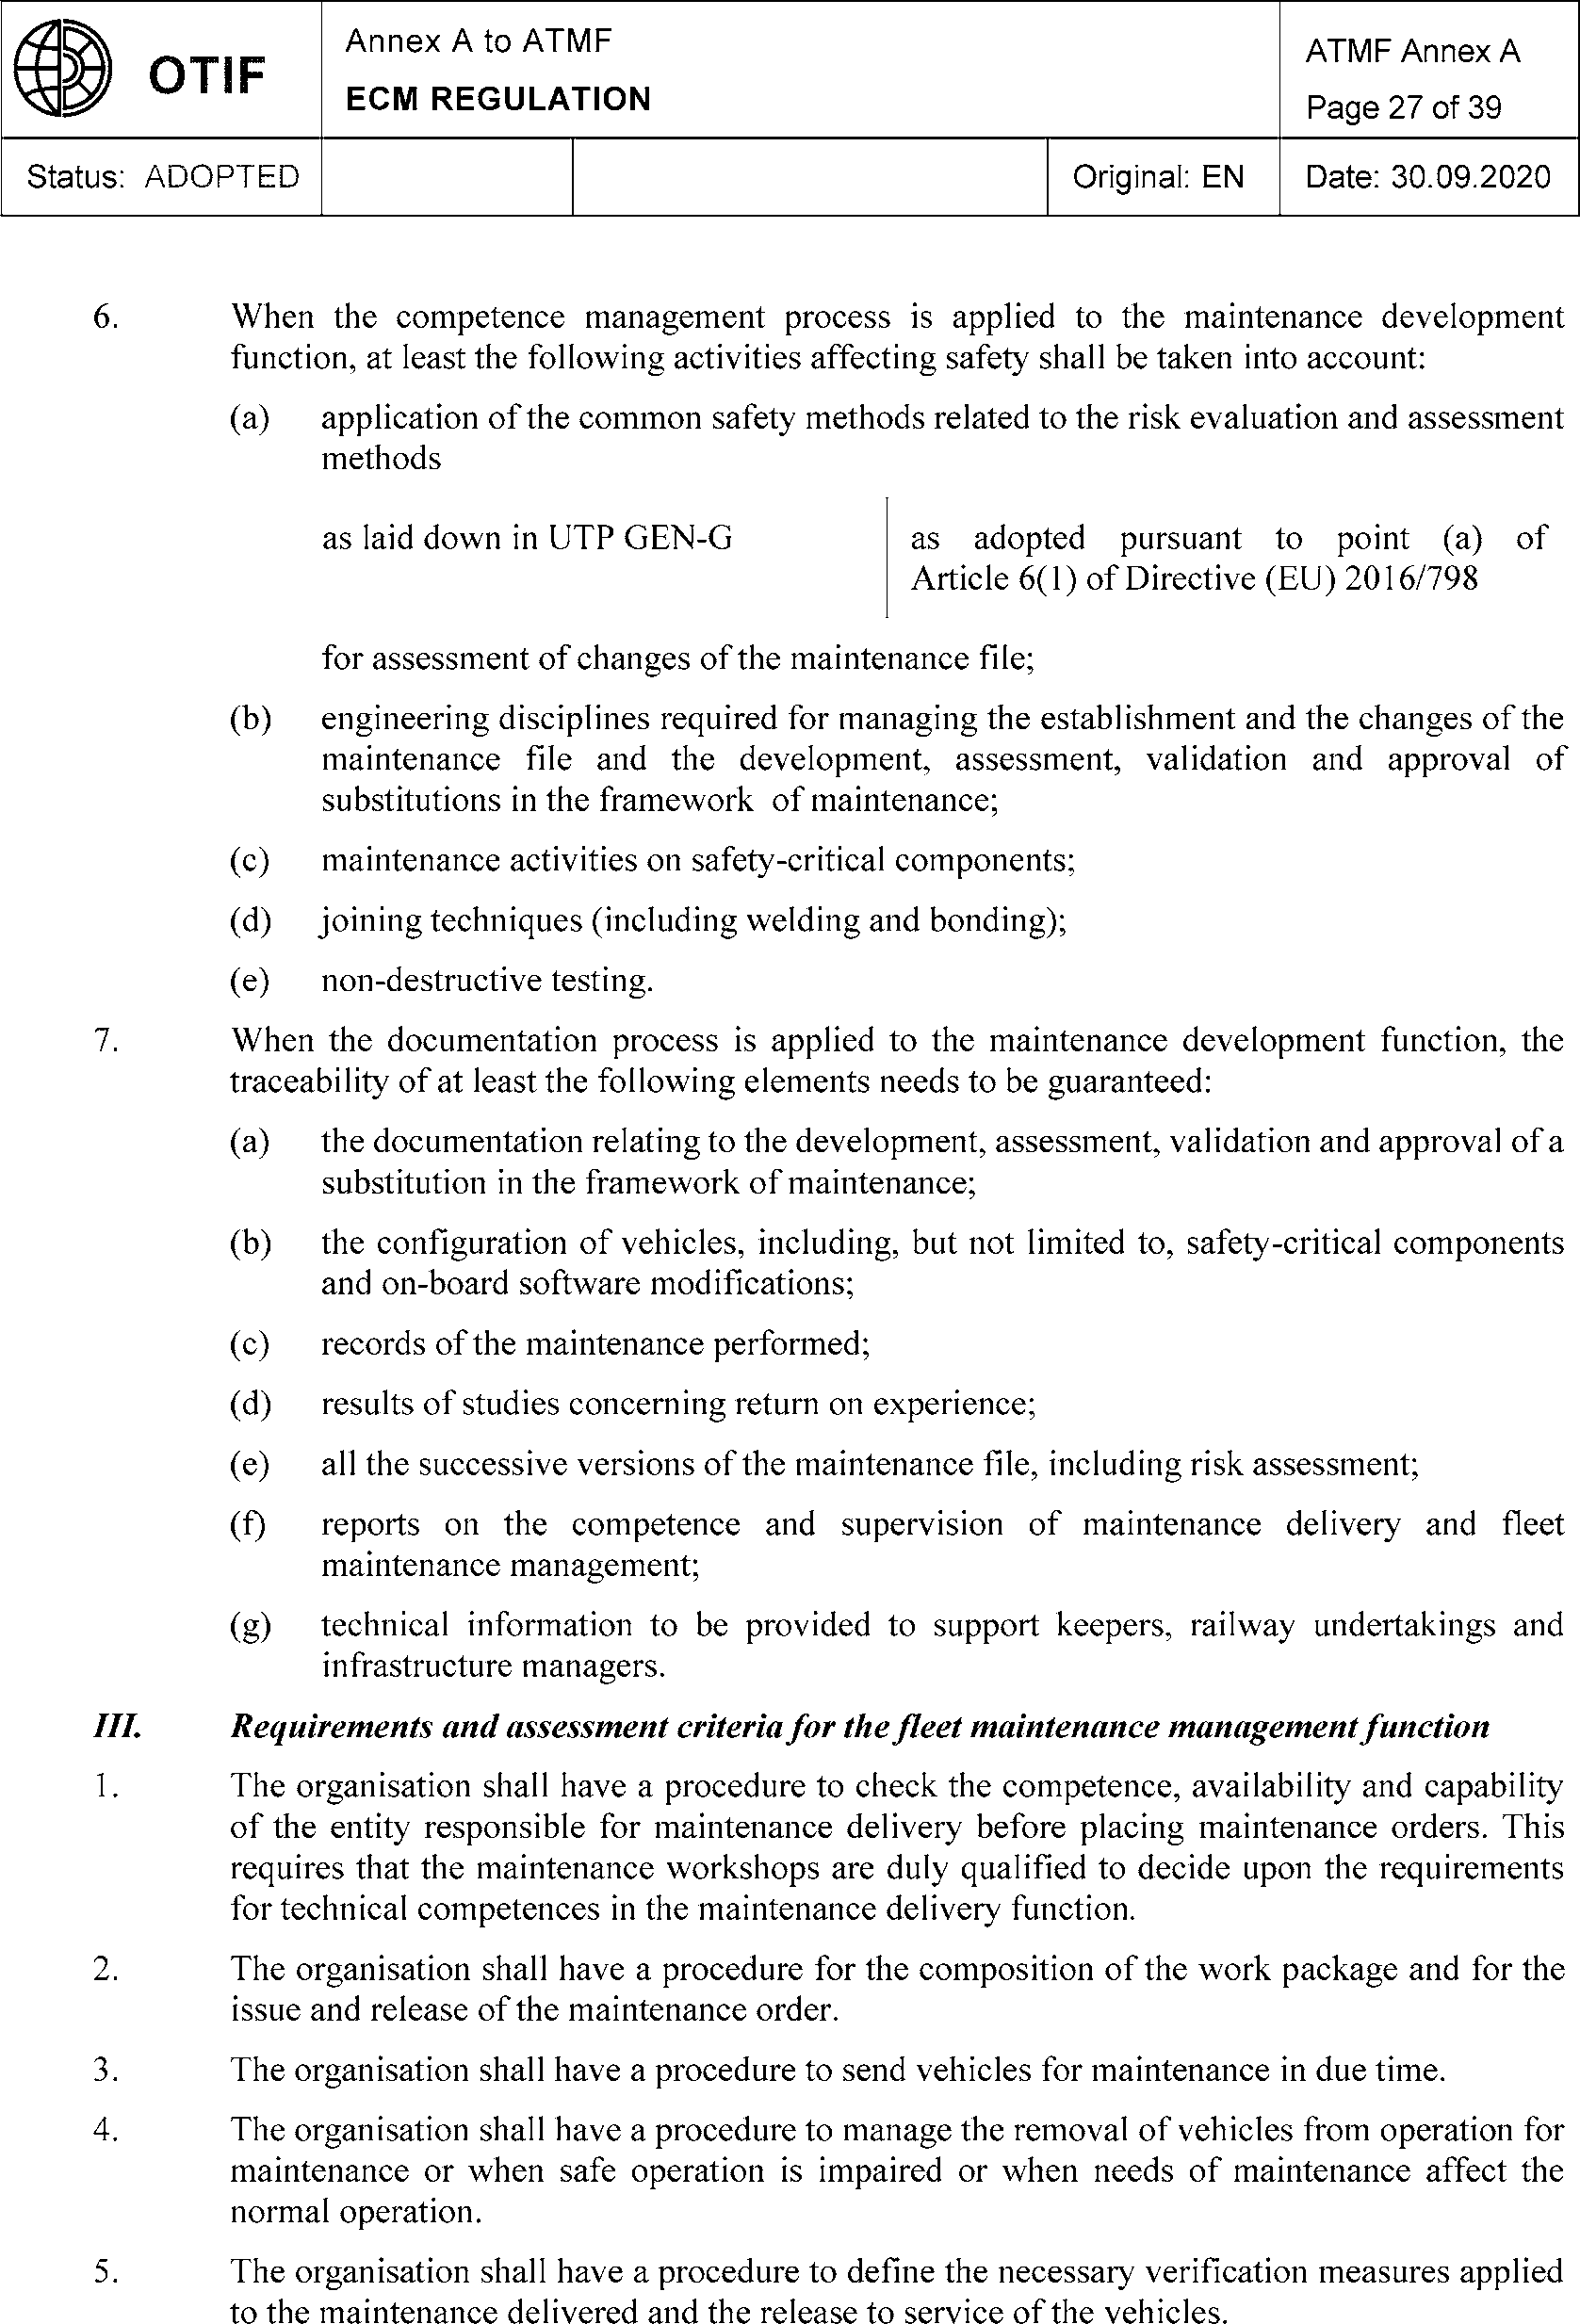 OTIF
Annex A to ATMF
ECM REGULATION
ATMF Annex A
Page 27 of 39
Status: ADOPTED
Original: EN
Date: 30.09.2020
6. When the competence management process is applied to the maintenance development
function, at least the following activities affecting safety shall be taken into account:
(a) application of the common safety methods related to the risk evaluation and assessment
methods
as laid down in UTP GEN-G
as adopted pursuant to point (a) of
Article 6(1) of Directive (EU) 2016/798
for assessment of changes of the maintenance file;
(b) engineering disciplines required for managing the establishment and the changes of the
maintenance file and the development, assessment, validation and approval of
substitutions in the framework of maintenance;
(c) maintenance activities on safety-critical components;
(d) joining techniques (including welding and bonding);
(e) non-destructive testing.
7. When the documentation process is applied to the maintenance development function, the
traceability of at least the following elements needs to be guaranteed:
(a) the documentation relating to the development, assessment, validation and approval of a
substitution in the framework of maintenance;
(b) the configuration of vehicles, including, but not limited to, safety-critical components
and on-board software modifications;
(c) records of the maintenance performed;
(d) results of studies concerning return on experience;
(e) all the successive versions of the maintenance file, including risk assessment;
(f) reports on the competence and supervision of maintenance delivery and fleet
maintenance management;
(g) technical information to be provided to support keepers, railway undertakings and
infrastructure managers.
III. Requirements and assessment criteria for the fleet maintenance management function
1. The organisation shall have a procedure to check the competence, availability and capability
of the entity responsible for maintenance delivery before placing maintenance orders. This
requires that the maintenance workshops are duly qualified to decide upon the requirements
for technical competences in the maintenance delivery function.
2. The organisation shall have a procedure for the composition of the work package and for the
issue and release of the maintenance order.
3. The organisation shall have a procedure to send vehicles for maintenance in due time.
4. The organisation shall have a procedure to manage the removal of vehicles from operation for
maintenance or when safe operation is impaired or when needs of maintenance affect the
normal operation.
5. The organisation shall have a procedure to define the necessary verification measures applied
to the maintenance delivered and the release to service of the vehicles.